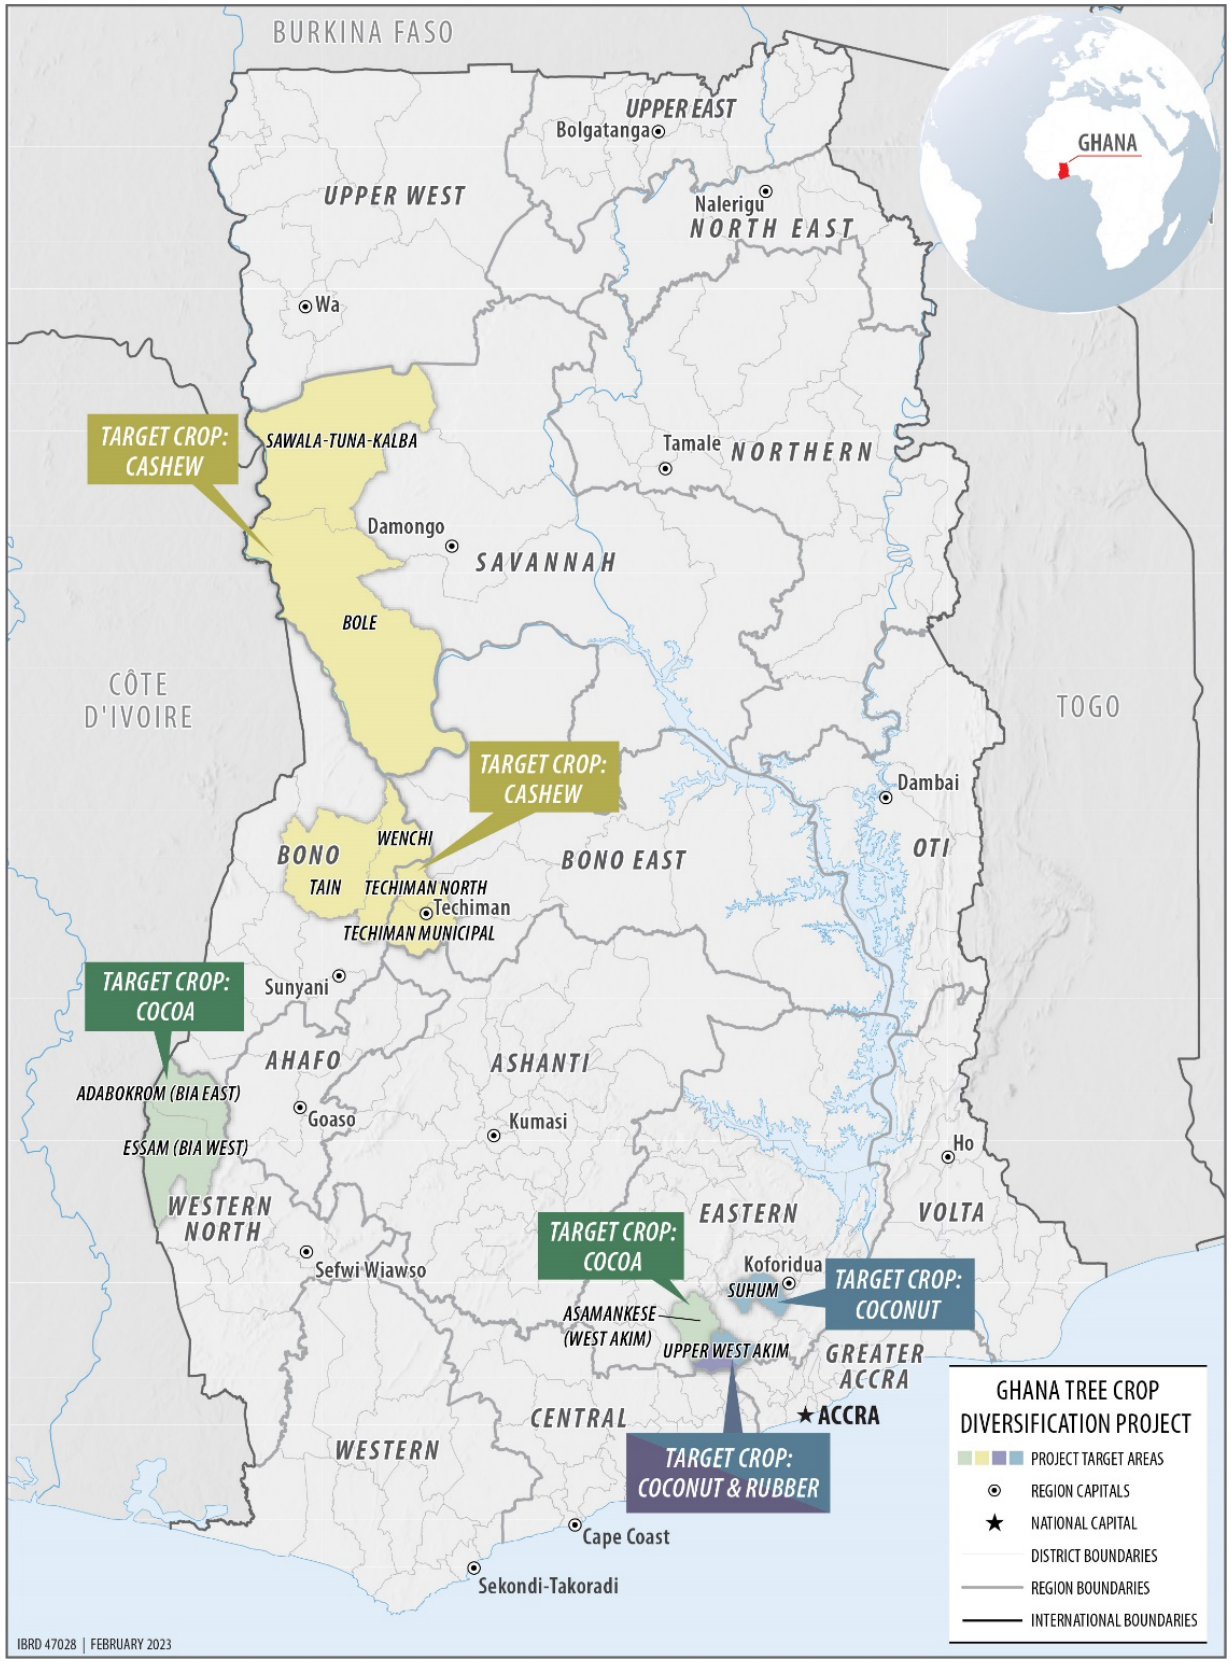 BURKINA FASO
UPPER EAST
Bolgatanga
GHANA
UPPER WEST
Nalerigu
NORTH EAST
Wa
TARGET CROP:
CASHEW
SAWALA-TUNA-KALBA
Tamale
NORTHERN
Damongo
SAVANNAH
BOLE
CÔTE
D'IVOIRE
TOGO
TARGET CROP:
CASHEW
Dambai
WENCHI
BONO
BONO EAST
OTI
TAIN
TECHIMAN NORTH
Techiman
TECHIMAN MUNICIPAL
TARGET CROP:
COCOA
Sunyani
AHAFO
ASHANTI
ADABOKROM (BIA EAST)
Goaso
Kumasi
ESSAM (BIA WEST)
Ho
WESTERN
NORTH
EASTERN
VOLTA
TARGET CROP:
COCOA
Sefwi Wiawso
Koforidua
SUHUM
TARGET CROP:
COCONUT
ASAMANKESE
(WEST AKIM)
UPPER WEST AKIM
GREATER
ACCRA
ACCRA
CENTRAL
WESTERN
TARGET CROP:
COCONUT & RUBBER
Cape Coast
Sekondi-Takoradi
GHANA TREE CROP
DIVERSIFICATION PROJECT
PROJECT TARGET AREAS
REGION CAPITALS
NATIONAL CAPITAL
DISTRICT BOUNDARIES
REGION BOUNDARIES
INTERNATIONAL BOUNDARIES
IBRD 47028 | FEBRUARY 2023